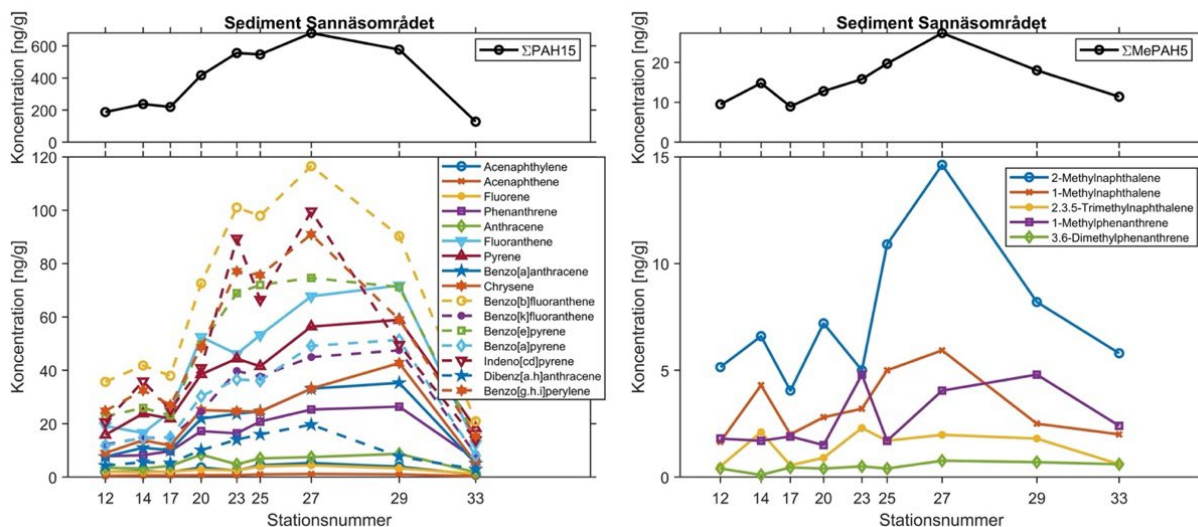 Sediment Sannäsområdet
Koncentration [ng/g]
600
400
200
0
ΣPAH15
Koncentration [ng/g]
120
100
80
60
40
20
0
Acenaphthylene
Acenaphthene
Fluorene
Phenanthrene
Anthracene
Fluoranthene
Pyrene
Benzo[a]anthracene
Chrysene
Benzo[b]fluoranthene
Benzo[k]fluoranthene
Benzo[e]pyrene
Benzo[a]pyrene
Indeno[cd]pyrene
Dibenz[a.h]anthracene
Benzo[g.h.i]perylene
12 14 17 20 23 25 27 29 33
Stationsnummer
Sediment Sannäsområdet
Koncentration [ng/g]
20
10
0
ΣMePAH5
Koncentration [ng/g]
15
10
5
0
2-Methylnaphthalene
1-Methylnaphthalene
2.3.5-Trimethylnaphthalene
1-Methylphenanthrene
3.6-Dimethylphenanthrene
12 14 17 20 23 25 27 29 33
Stationsnummer